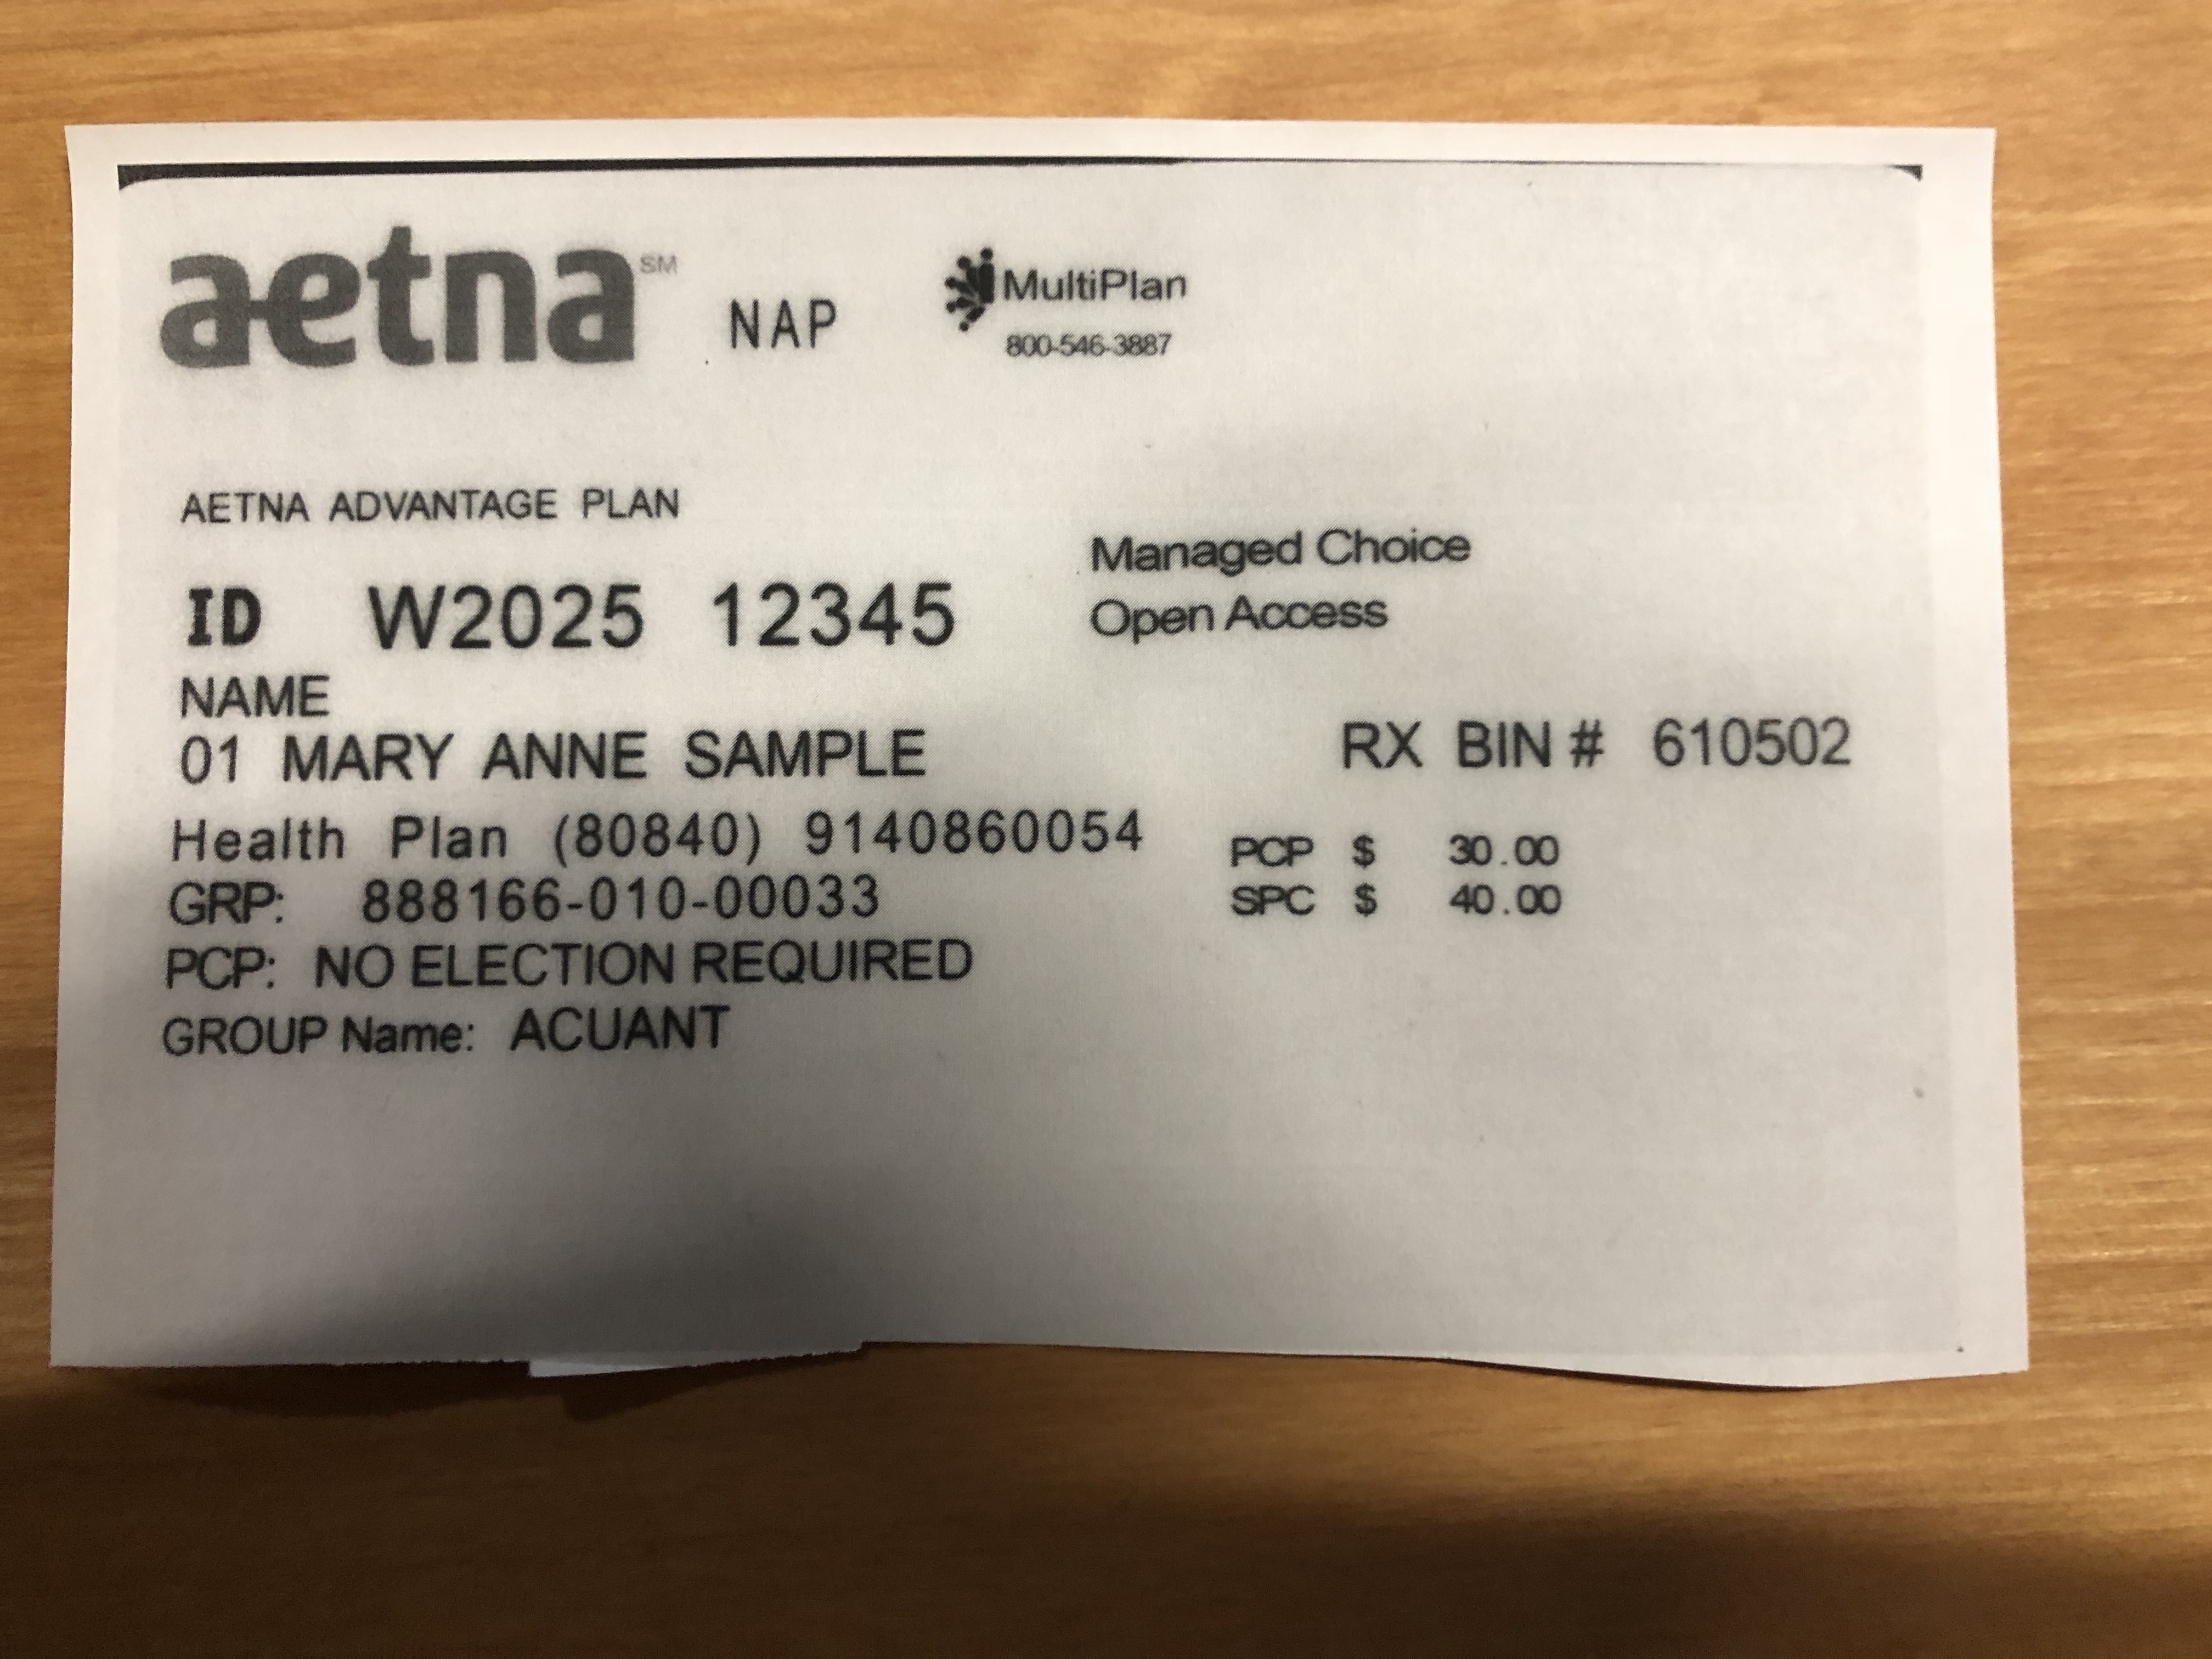 aetna℠ NAP MultiPlan
800-546-3887
AETNA ADVANTAGE PLAN
Managed Choice
Open Access
ID W2025 12345
NAME
01 MARY ANNE SAMPLE
RX BIN # 610502
Health Plan (80840) 9140860054
PCP $ 30.00
GRP: 888166-010-00033
SPC $ 40.00
PCP: NO ELECTION REQUIRED
GROUP Name: ACUANT